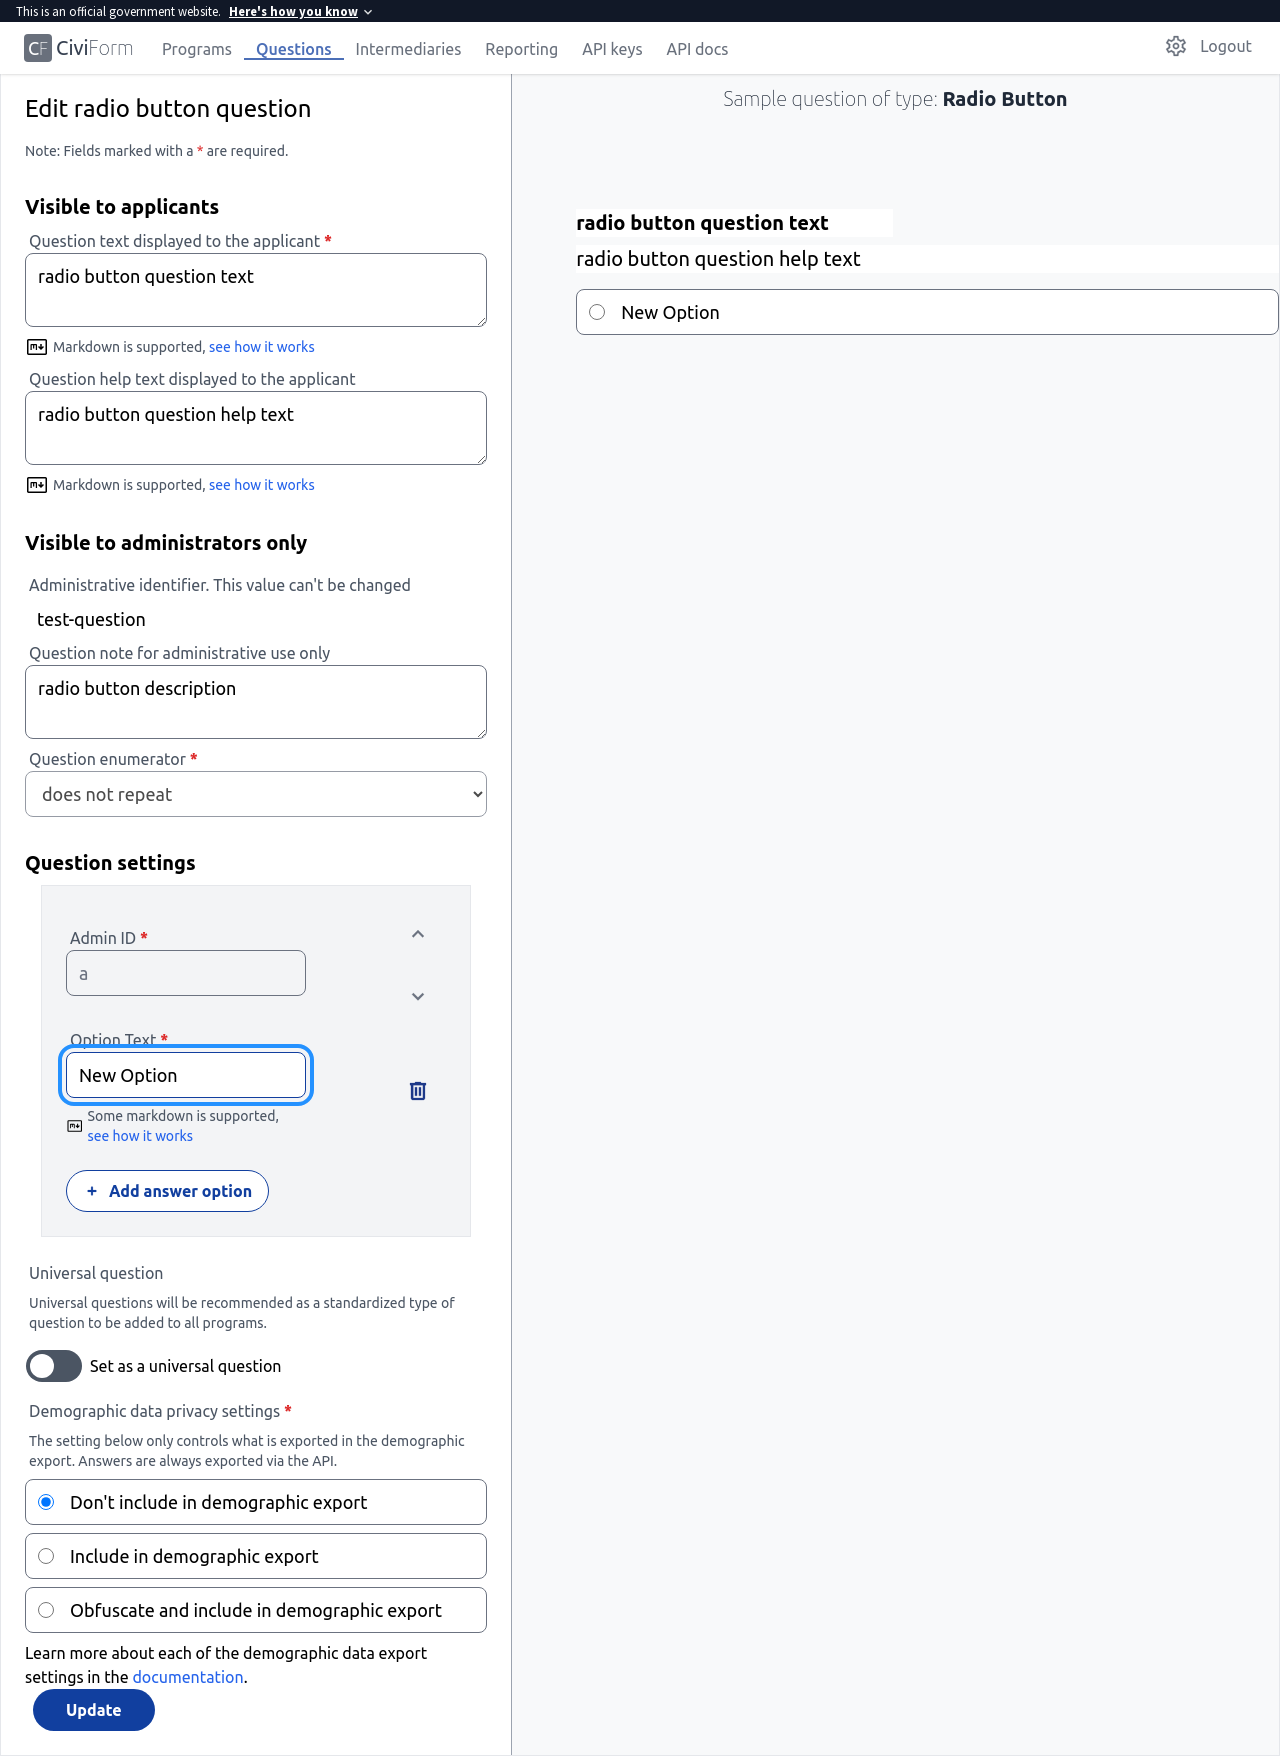 This is an official government website. Here's how you know
CF CiviForm Programs Questions Intermediaries Reporting API keys API docs Logout
Edit radio button question
Note: Fields marked with a * are required.
Visible to applicants
Question text displayed to the applicant *
radio button question text
Markdown is supported, see how it works
Question help text displayed to the applicant
radio button question help text
Markdown is supported, see how it works
Visible to administrators only
Administrative identifier. This value can't be changed
test-question
Question note for administrative use only
radio button description
Question enumerator *
does not repeat
Question settings
Admin ID *
a
Option Text *
New Option
Some markdown is supported,
see how it works
+ Add answer option
Universal question
Universal questions will be recommended as a standardized type of
question to be added to all programs.
Set as a universal question
Demographic data privacy settings *
The setting below only controls what is exported in the demographic
export. Answers are always exported via the API.
Don't include in demographic export
Include in demographic export
Obfuscate and include in demographic export
Learn more about each of the demographic data export
settings in the documentation.
Update
Sample question of type: Radio Button
radio button question text
radio button question help text
New Option